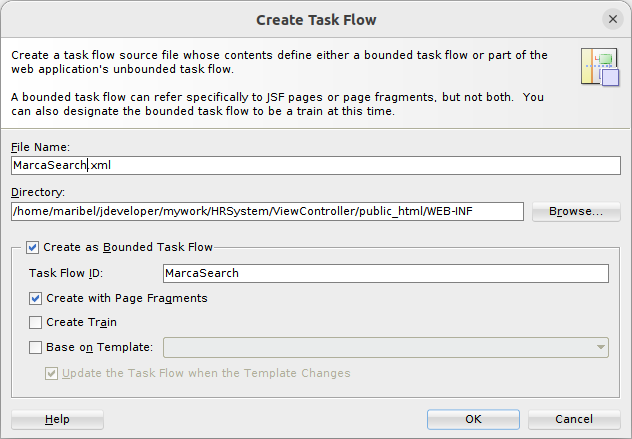 Create Task Flow
Create a task flow source file whose contents define either a bounded task flow or part of the
web application's unbounded task flow.
A bounded task flow can refer specifically to JSF pages or page fragments, but not both. You
can also designate the bounded task flow to be a train at this time.
File Name:
MarcaSearch.xml
Directory:
/home/maribel/jdeveloper/mywork/HRSystem/ViewController/public_html/WEB-INF
Browse...
Create as Bounded Task Flow
Task Flow ID:
MarcaSearch
Create with Page Fragments
Create Train
Base on Template:
Update the Task Flow when the Template Changes
Help
OK
Cancel